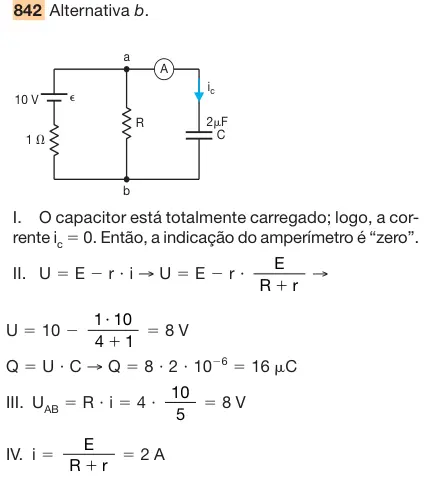 842 Alternativa b.
a
A
i_c
10 V
ϵ
R
2μF
C
1 Ω
b
I. O capacitor está totalmente carregado; logo, a cor-
rente i_c = 0. Então, a indicação do amperímetro é “zero”.
II. U = E − r · i → U = E − r · E / (R + r) →
U = 10 − (1 · 10) / (4 + 1) = 8 V
Q = U · C → Q = 8 · 2 · 10⁻⁶ = 16 μC
III. U_AB = R · i = 4 · 10 / 5 = 8 V
IV. i = E / (R + r) = 2 A